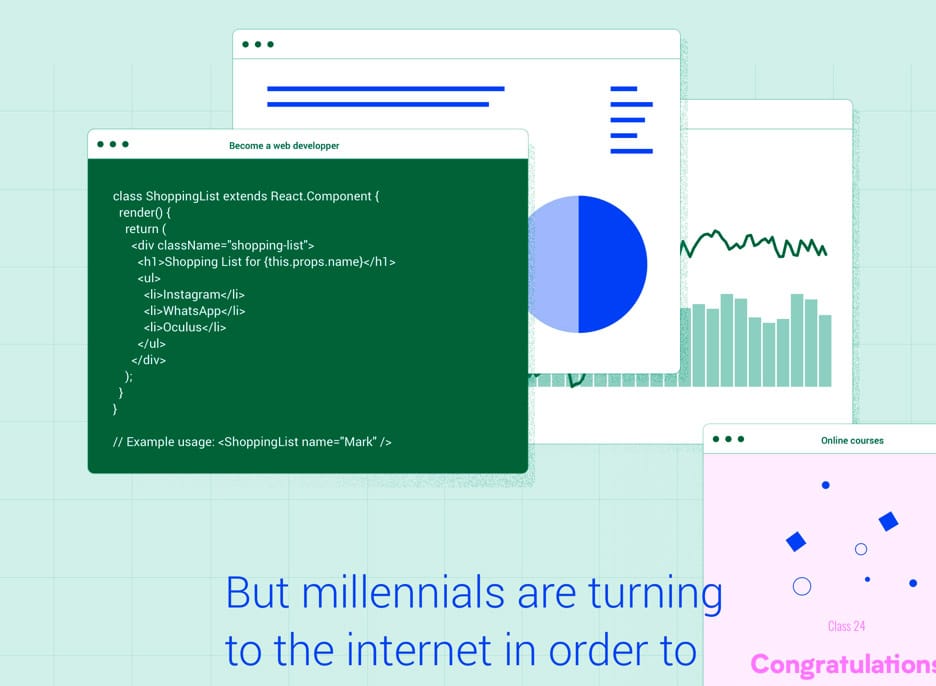 Become a web developper
class ShoppingList extends React.Component {
render() {
return (
<div className="shopping-list">
<h1>Shopping List for {this.props.name}</h1>
<ul>
<li>Instagram</li>
<li>WhatsApp</li>
<li>Oculus</li>
</ul>
</div>
);
}
}
// Example usage: <ShoppingList name="Mark" />
Online courses
Class 24
Congratulations
But millennials are turning
to the internet in order to